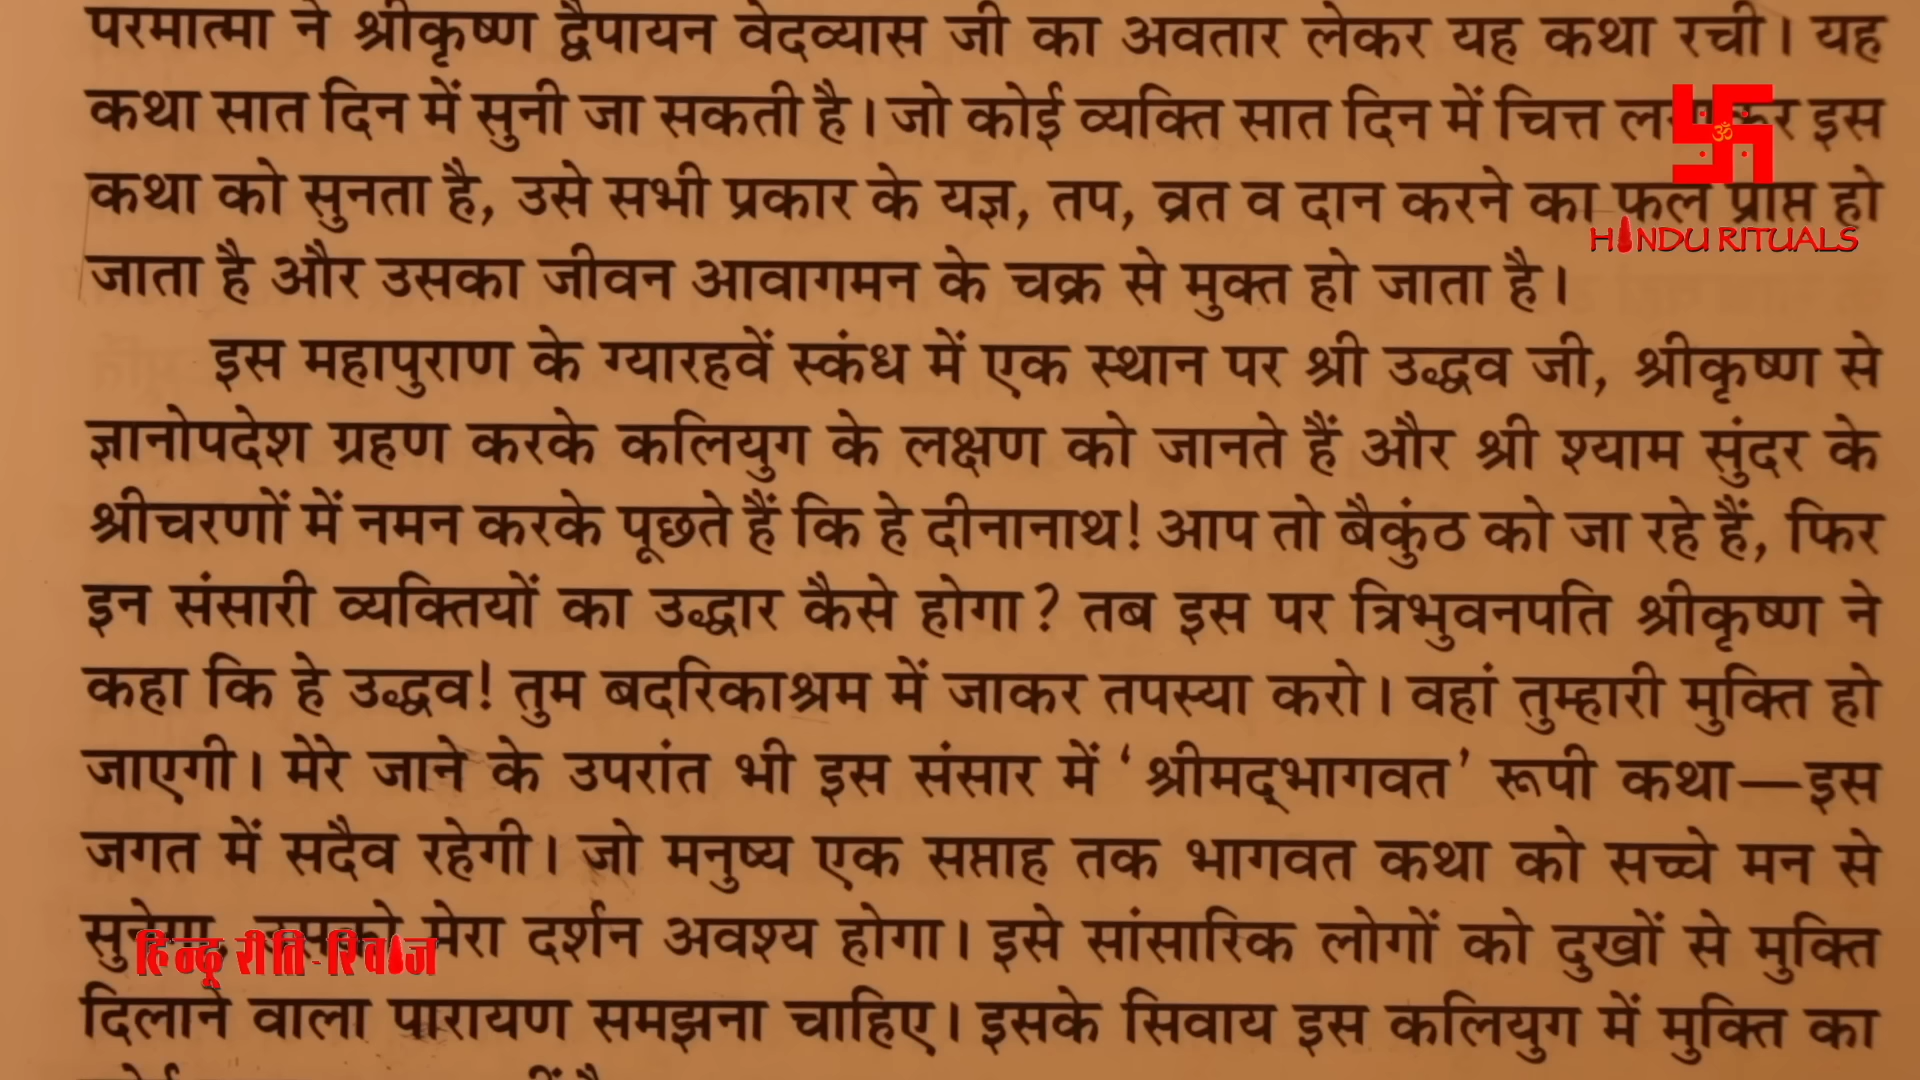 परमात्मा ने श्रीकृष्ण द्वैपायन वेदव्यास जी का अवतार लेकर यह कथा रची। यह
कथा सात दिन में सुनी जा सकती है। जो कोई व्यक्ति सात दिन में चित्त इस
कथा को सुनता है, उसे सभी प्रकार के यज्ञ, तप, व्रत व दान करने का फल प्राप्त हो
HINDU RITUALS
जाता है और उसका जीवन आवागमन के चक्र से मुक्त हो जाता है।
इस महापुराण के ग्यारहवें स्कंध में एक स्थान पर श्री उद्धव जी, श्रीकृष्ण से
ज्ञानोपदेश ग्रहण करके कलियुग के लक्षण को जानते हैं और श्री श्याम सुंदर के
श्रीचरणों में नमन करके पूछते हैं कि हे दीनानाथ! आप तो बैकुंठ को जा रहे हैं, फिर
इन संसारी व्यक्तियों का उद्धार कैसे होगा? तब इस पर त्रिभुवनपति श्रीकृष्ण ने
कहा कि हे उद्धव! तुम बदरिकाश्रम में जाकर तपस्या करो। वहां तुम्हारी मुक्ति हो
जाएगी। मेरे जाने के उपरांत भी इस संसार में ‘श्रीमद्‌भागवत’ रूपी कथा—इस
जगत में सदैव रहेगी। जो मनुष्य एक सप्ताह तक भागवत कथा को सच्चे मन से
मेरा दर्शन अवश्य होगा। इसे सांसारिक लोगों को दुखों से मुक्ति
हिन्दू रीति-रिवाज
दिलाने वाला पारायण समझना चाहिए। इसके सिवाय इस कलियुग में मुक्ति का